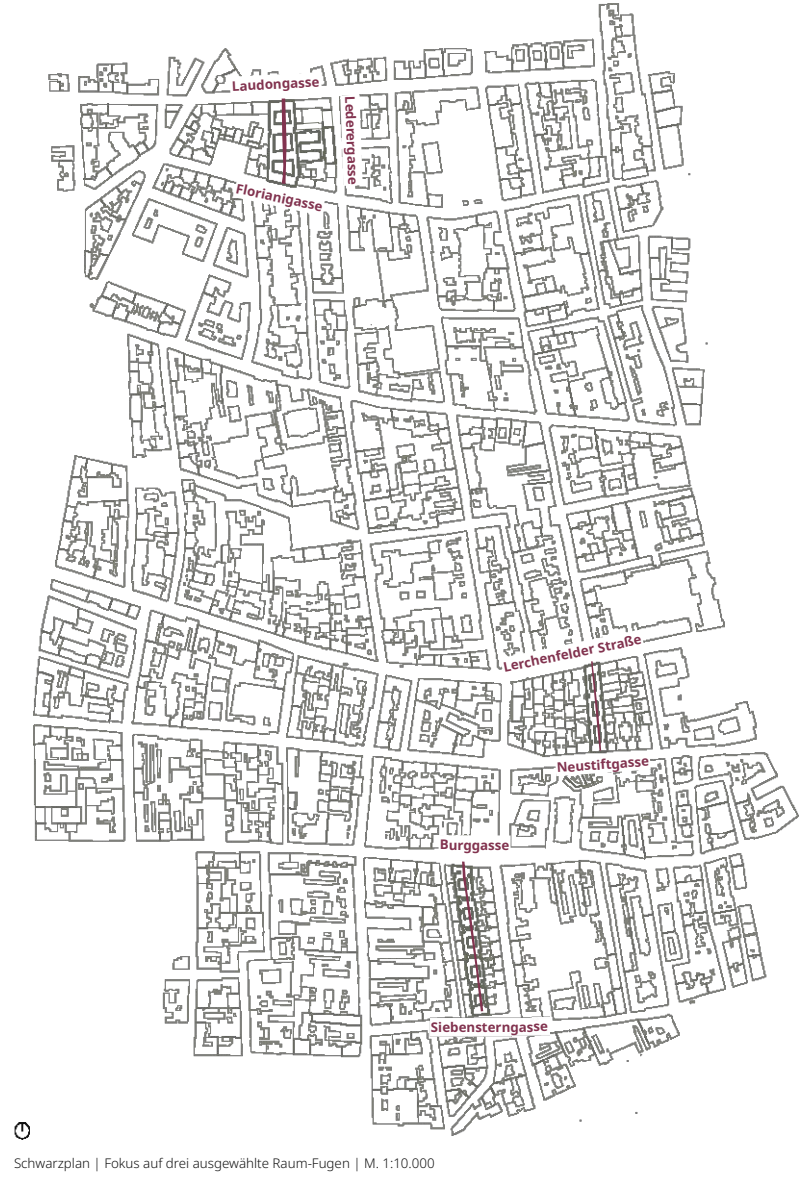 Laudongasse
Lederergasse
Florianigasse
Lerchenfelder Straße
Neustiftgasse
Burggasse
Siebensterngasse
Schwarzplan | Fokus auf drei ausgewählte Raum-Fugen | M. 1:10.000